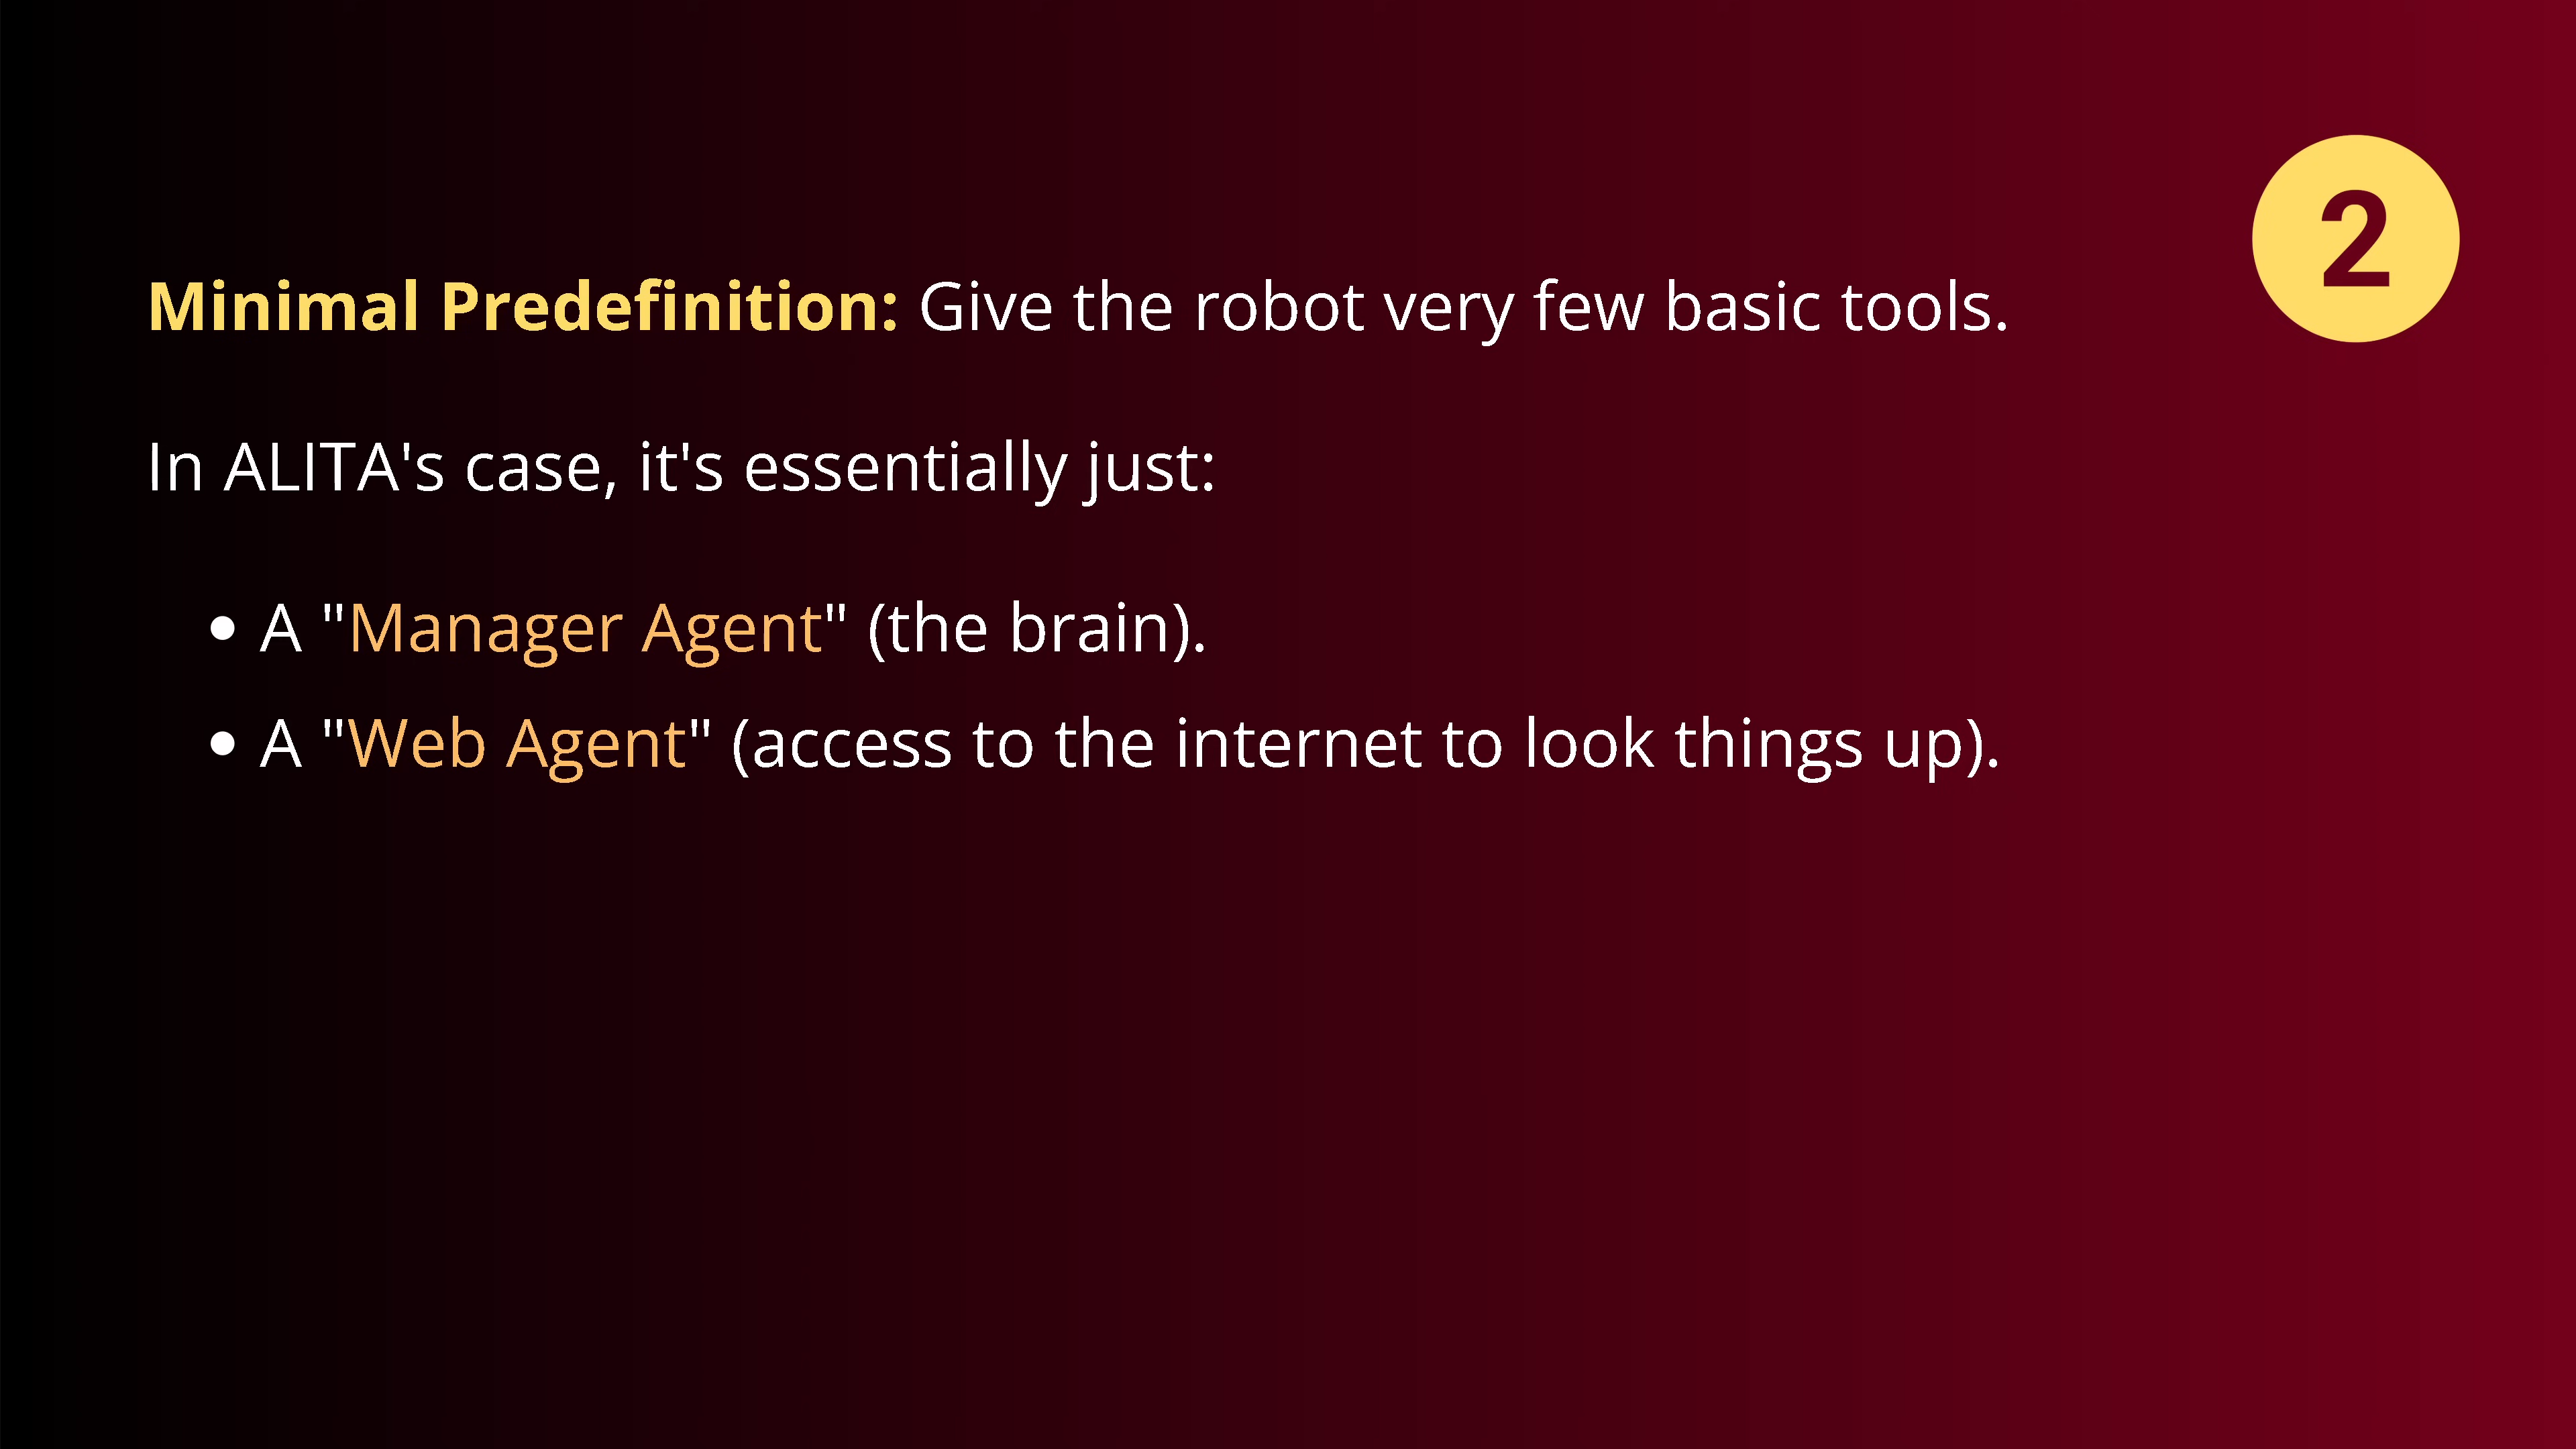 2
Minimal Predefinition: Give the robot very few basic tools.
In ALITA's case, it's essentially just:
• A "Manager Agent" (the brain).
• A "Web Agent" (access to the internet to look things up).